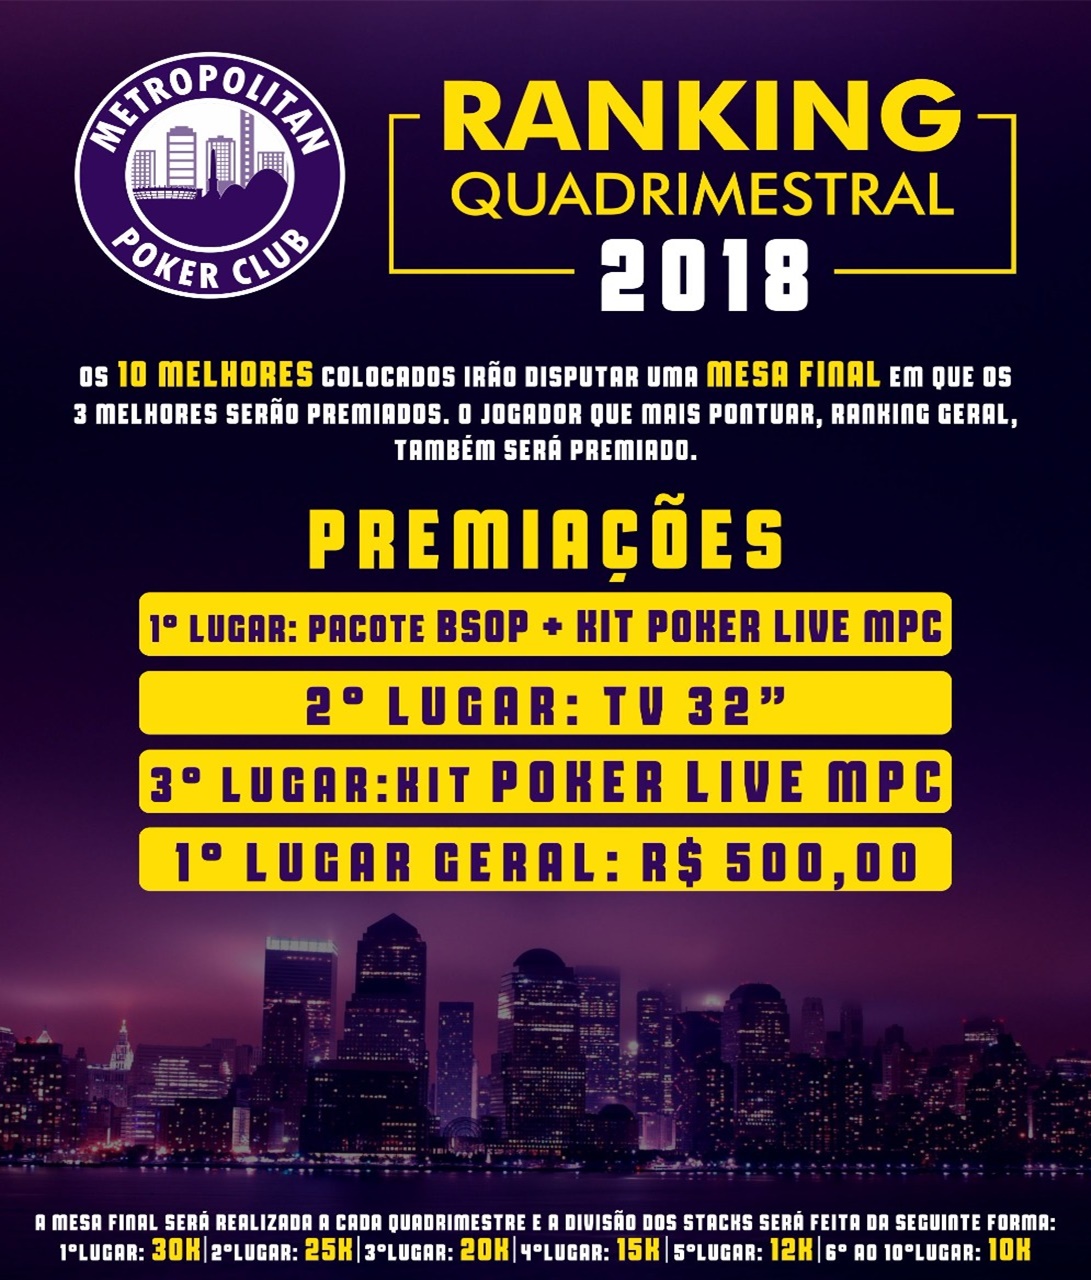 METROPOLITAN
POKER CLUB
RANKING
QUADRIMESTRAL
2018
OS 10 MELHORES COLOCADOS IRÃO DISPUTAR UMA MESA FINAL EM QUE OS
3 MELHORES SERÃO PREMIADOS. O JOGADOR QUE MAIS PONTUAR, RANKING GERAL,
TAMBÉM SERÁ PREMIADO.
PREMIAÇÕES
1º LUGAR: PACOTE BSOP + KIT POKER LIVE MPC
2º LUGAR: TV 32”
3º LUGAR:KIT POKER LIVE MPC
1º LUGAR GERAL: R$ 500,00
A MESA FINAL SERÁ REALIZADA A CADA QUADRIMESTRE E A DIVISÃO DOS STACKS SERÁ FEITA DA SEGUINTE FORMA:
1ºLUGAR: 30K|2ºLUGAR: 25K|3ºLUGAR: 20K|4ºLUGAR: 15K|5ºLUGAR: 12K|6º AO 10ºLUGAR: 10K